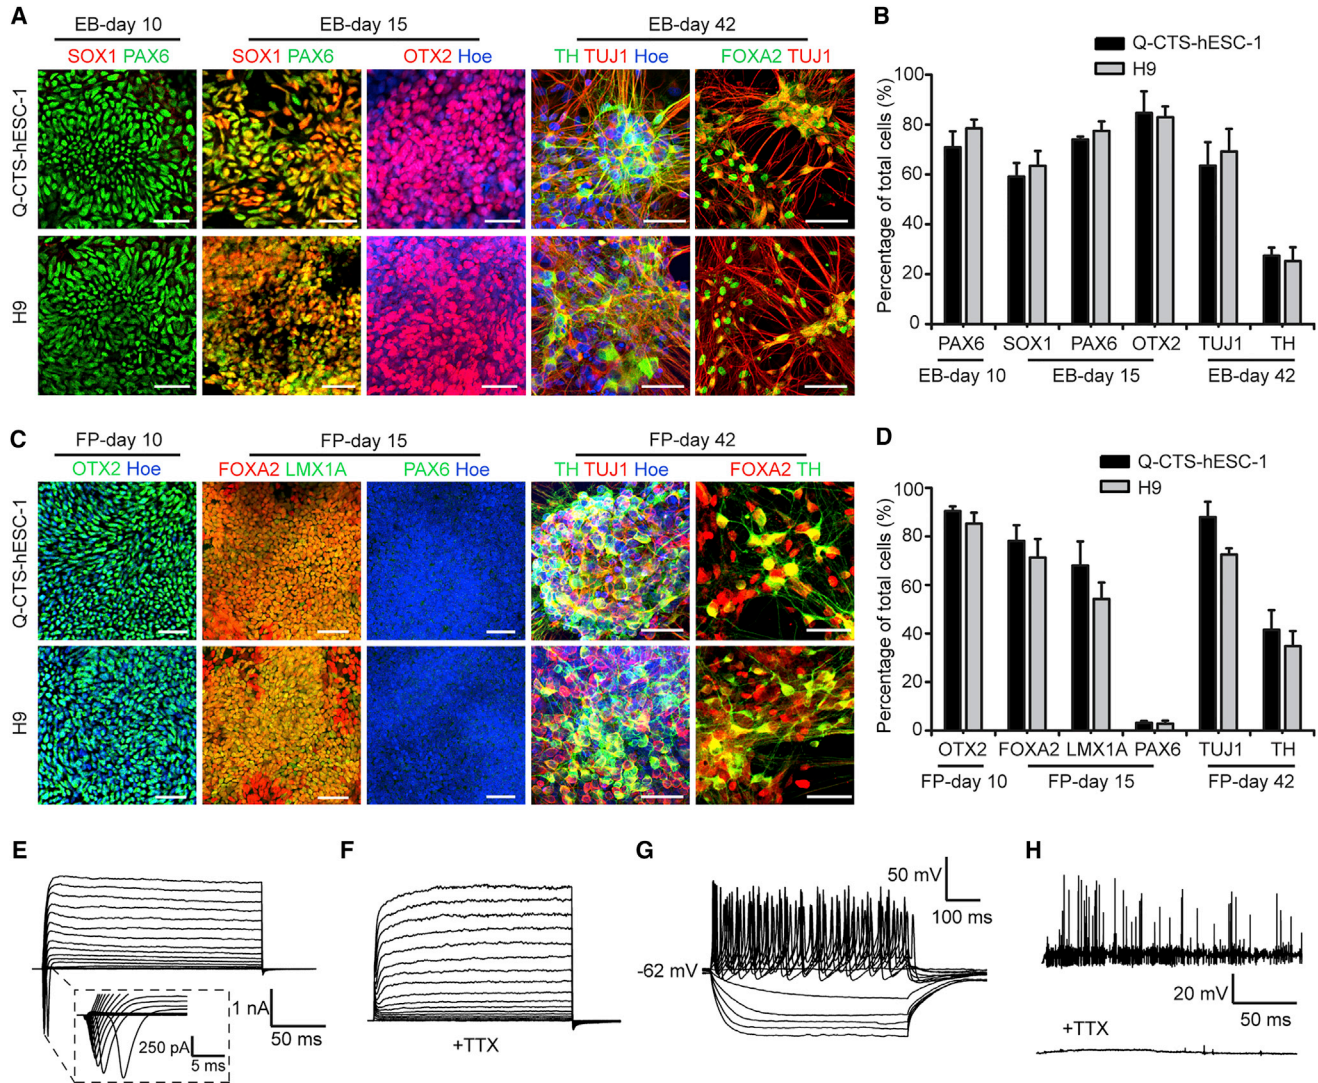 A
EB-day 10
EB-day 15
EB-day 42
SOX1 PAX6
SOX1 PAX6
OTX2 Hoe
TH TUJ1 Hoe
FOXA2 TUJ1
Q-CTS-hESC-1
H9
B
Q-CTS-hESC-1
H9
Percentage of total cells (%)
100
80
60
40
20
0
PAX6
SOX1
PAX6
OTX2
TUJ1
TH
EB-day 10
EB-day 15
EB-day 42
C
FP-day 10
FP-day 15
FP-day 42
OTX2 Hoe
FOXA2 LMX1A
PAX6 Hoe
TH TUJ1 Hoe
FOXA2 TH
Q-CTS-hESC-1
H9
D
Q-CTS-hESC-1
H9
Percentage of total cells (%)
100
80
60
40
20
0
OTX2
FOXA2
LMX1A
PAX6
TUJ1
TH
FP-day 10
FP-day 15
FP-day 42
E
1 nA
50 ms
250 pA
5 ms
F
+TTX
G
50 mV
100 ms
-62 mV
H
20 mV
50 ms
+TTX